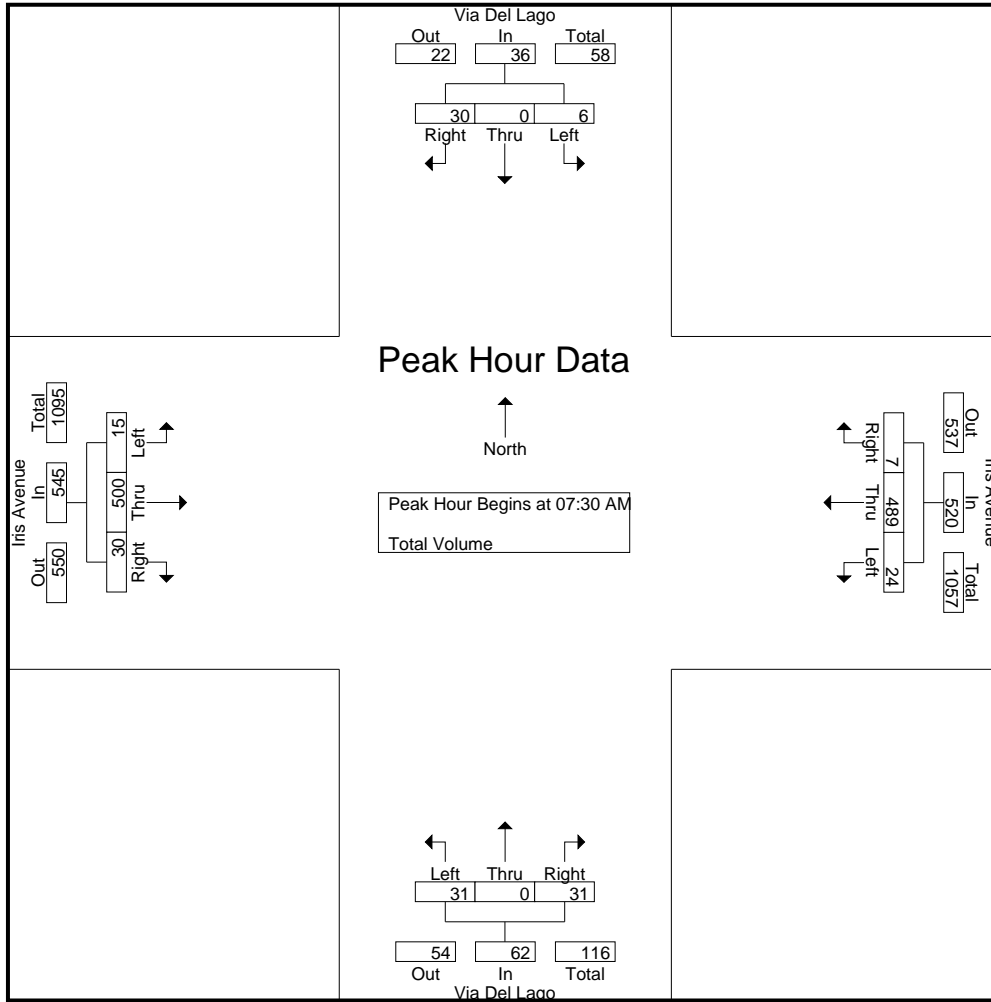 Via Del Lago
Out In Total
22 36 58
30 0 6
Right Thru Left
Peak Hour Data
North
Peak Hour Begins at 07:30 AM
Total Volume
Iris Avenue
Total In Out
1095 545 550
15 500 30
Left Thru Right
Right Thru Left
7 489 24
Out In Total
537 520 1057
Iris Avenue
Left Thru Right
31 0 31
54 62 116
Out In Total
Via Del Lago